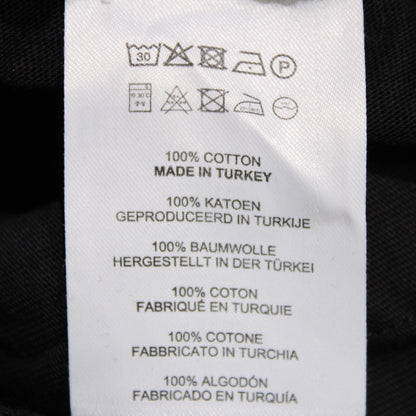 30 P
100% COTTON
MADE IN TURKEY
100% KATOEN
GEPRODUCEERD IN TURKIJE
100% BAUMWOLLE
HERGESTELLT IN DER TÜRKEI
100% COTON
FABRIQUÉ EN TURQUIE
100% COTONE
FABBRICATO IN TURCHIA
100% ALGODÓN
FABRICADO EN TURQUÍA